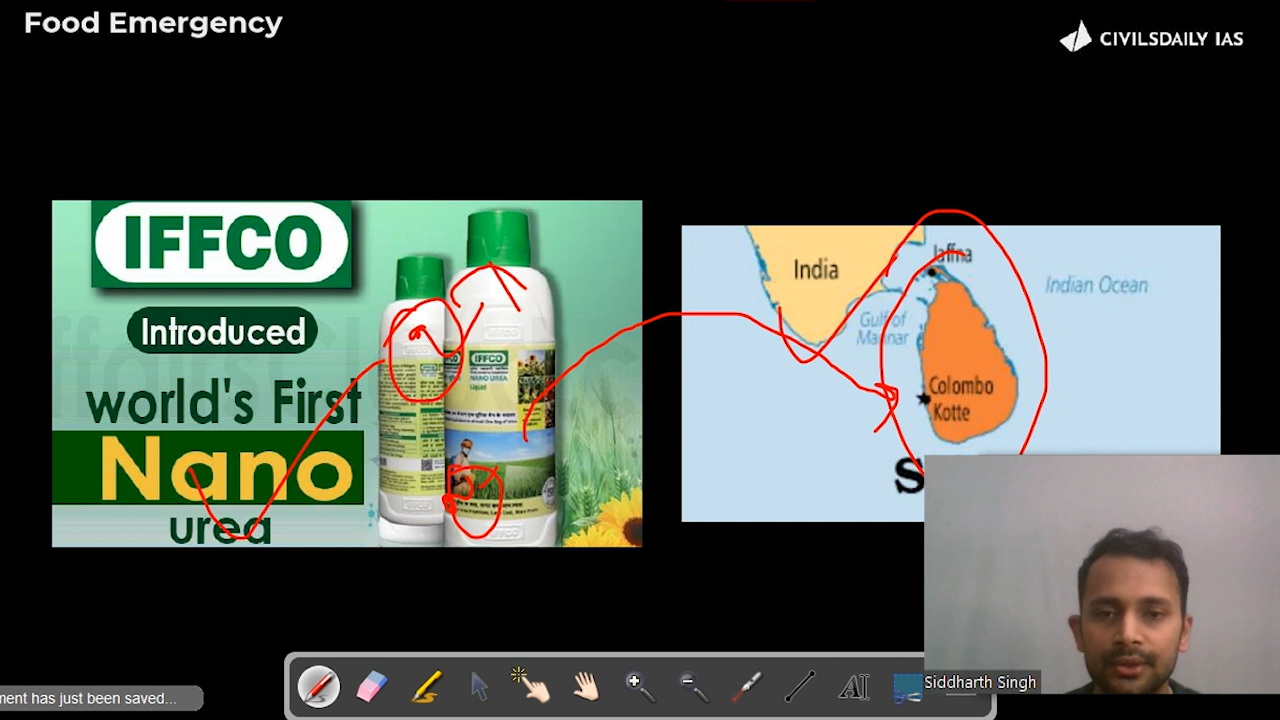 Food Emergency
CIVILSDAILY IAS
IFFCO
Introduced
world's First
Nano
urea
IFFCO
NANO UREA
Liquid
India
Jaffna
Indian Ocean
Gulf of
Mannar
Colombo
Kotte
S
Siddharth Singh
ment has just been saved...